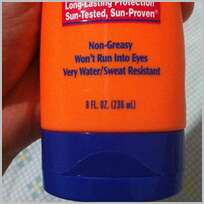 Long-Lasting Protection
Sun-Tested, Sun-Proven®
Non-Greasy
Won't Run Into Eyes
Very Water/Sweat Resistant
8 FL. OZ. (236 mL)